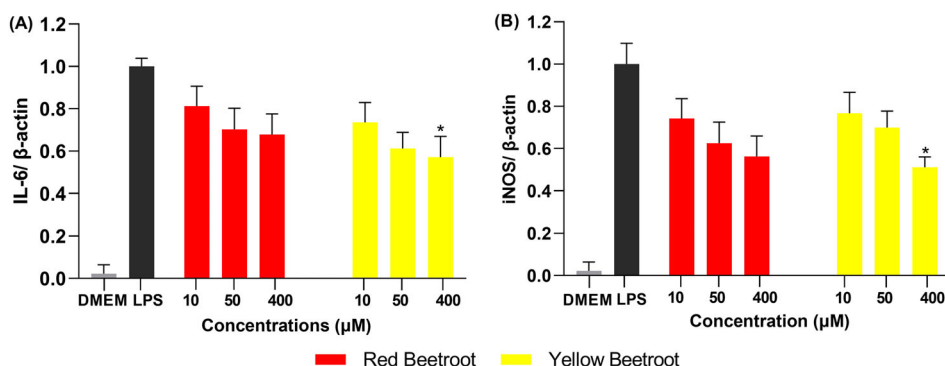 (A)
IL-6/ β-actin
1.2
1.0
0.8
0.6
0.4
0.2
0.0
*
DMEM LPS 10 50 400 10 50 400
Concentrations (µM)
(B)
iNOS/ β-actin
1.2
1.0
0.8
0.6
0.4
0.2
0.0
*
DMEM LPS 10 50 400 10 50 400
Concentration (µM)
Red Beetroot Yellow Beetroot